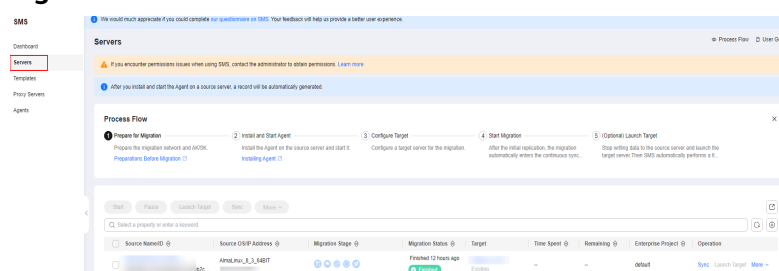 SMS
We would much appreciate if you could complete our questionnaire on SMS. Your feedback will help us provide a better user experience.
Servers
Process Flow
User G
Dashboard
Servers
Templates
Proxy Servers
Agents
If you encounter permissions issues when using SMS, contact the administrator to obtain permissions. Learn more
After you install and start the Agent on a source server, a record will be automatically generated.
Process Flow
1 Prepare for Migration
2 Install and Start Agent
3 Configure Target
4 Start Migration
5 (Optional) Launch Target
Prepare the migration network and AK/SK.
Preparations Before Migration
Install the Agent on the source server and start it.
Installing Agent
Configure a target server for the migration.
After the initial replication, the migration
automatically enters the continuous sync...
Stop writing data to the source server and launch the
target server.Then SMS automatically performs a fi...
Start
Pause
Launch Target
Sync
More
Select a property or enter a keyword.
Source Name/ID
Source OS/IP Address
Migration Stage
Migration Status
Target
Time Spent
Remaining
Enterprise Project
Operation
b2c
AlmaLinux_8_3_64BIT
Finished 12 hours ago
--
--
default
Sync
Launch Target
More